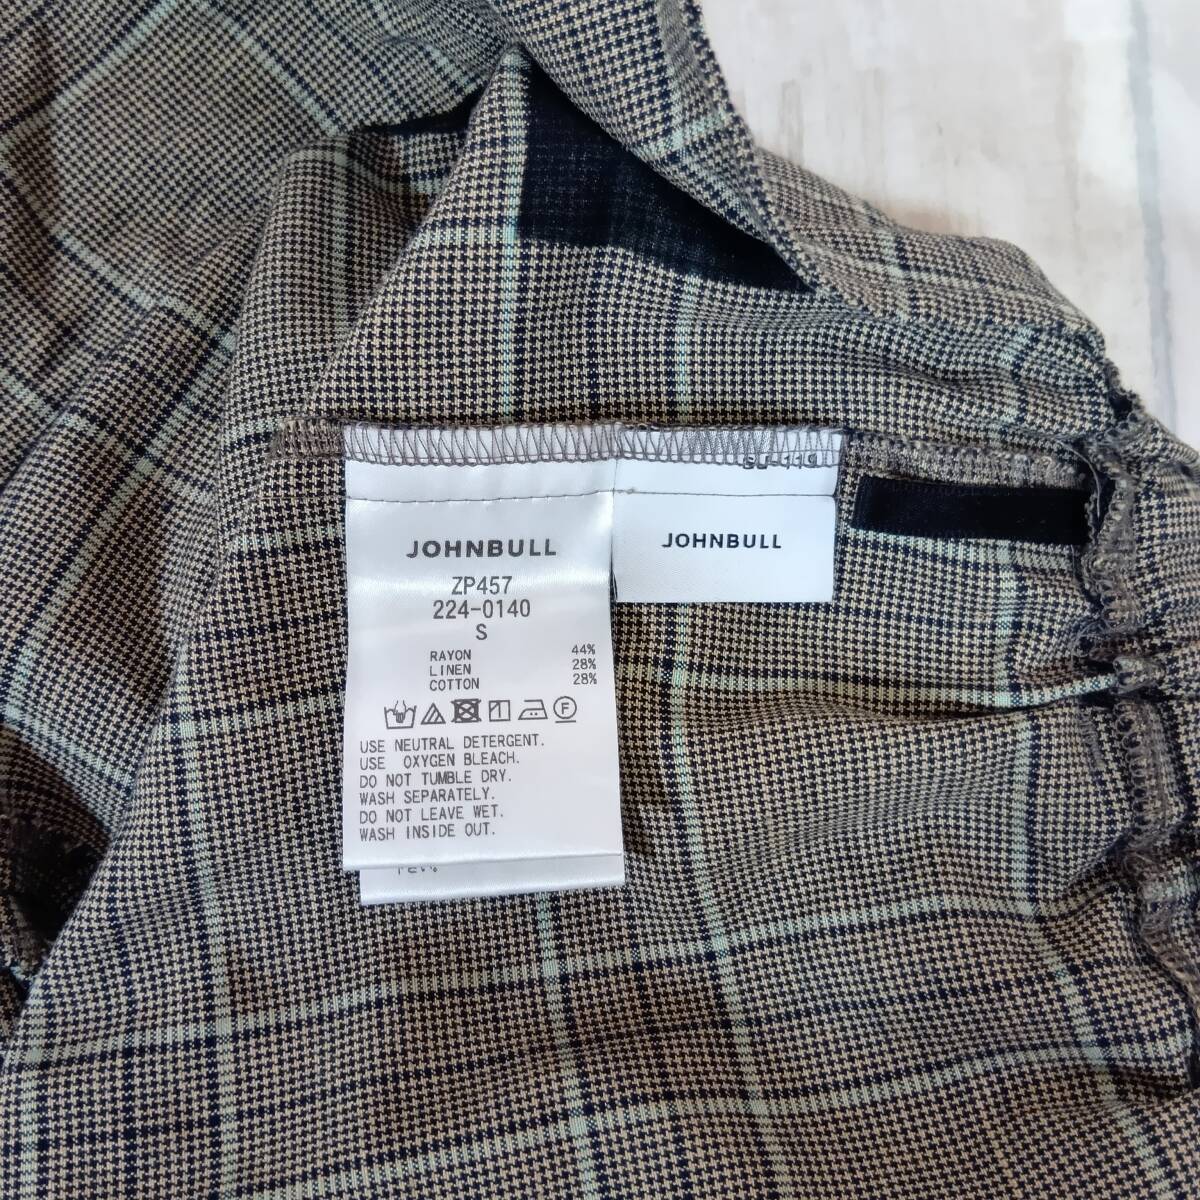 JOHNBULL
ZP457
224-0140
S
RAYON 44%
LINEN 28%
COTTON 28%
F
USE NEUTRAL DETERGENT.
USE OXYGEN BLEACH.
DO NOT TUMBLE DRY.
WASH SEPARATELY.
DO NOT LEAVE WET.
WASH INSIDE OUT.
JOHNBULL